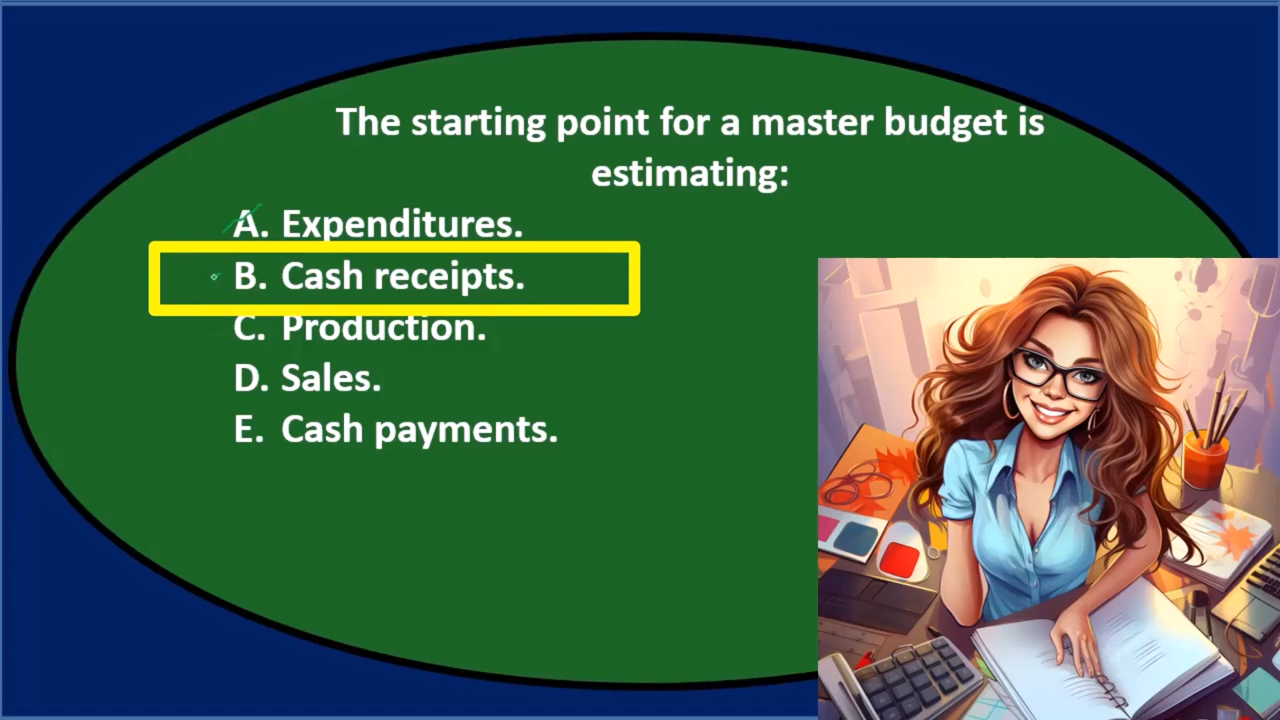 The starting point for a master budget is
estimating:
A. Expenditures.
B. Cash receipts.
C. Production.
D. Sales.
E. Cash payments.